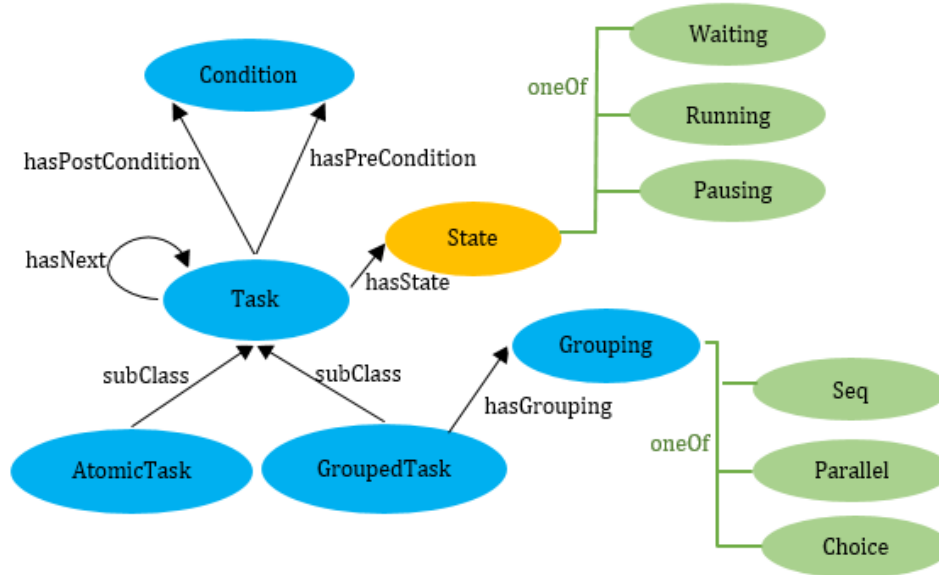 Waiting
Condition
oneOf
Running
hasPostCondition
hasPreCondition
Pausing
State
hasNext
hasState
Task
Grouping
subClass
subClass
Seq
hasGrouping
oneOf
AtomicTask
GroupedTask
Parallel
Choice